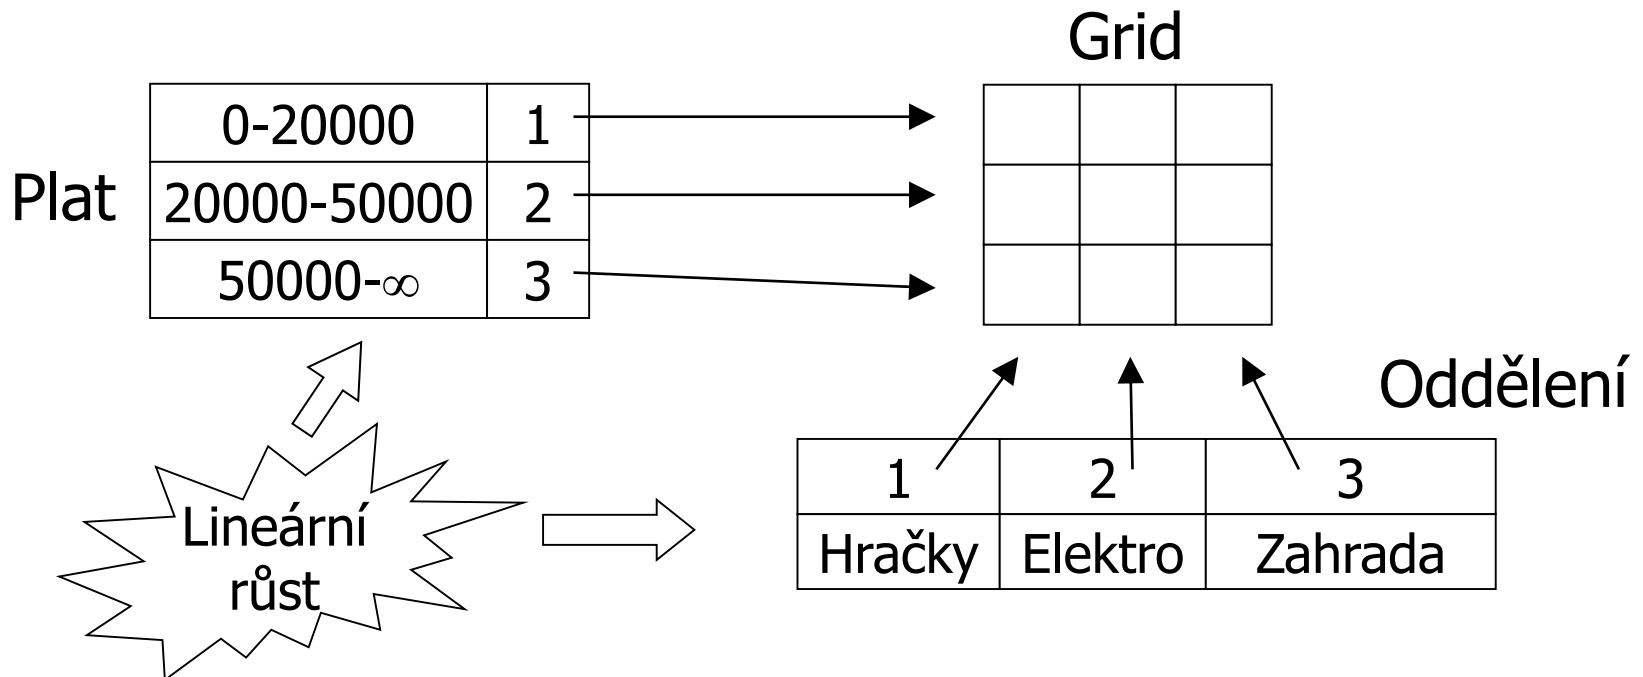 Grid
0-20000 1
Plat 20000-50000 2
50000-∞ 3
Oddělení
1 2 3
Hračky Elektro Zahrada
Lineární
růst